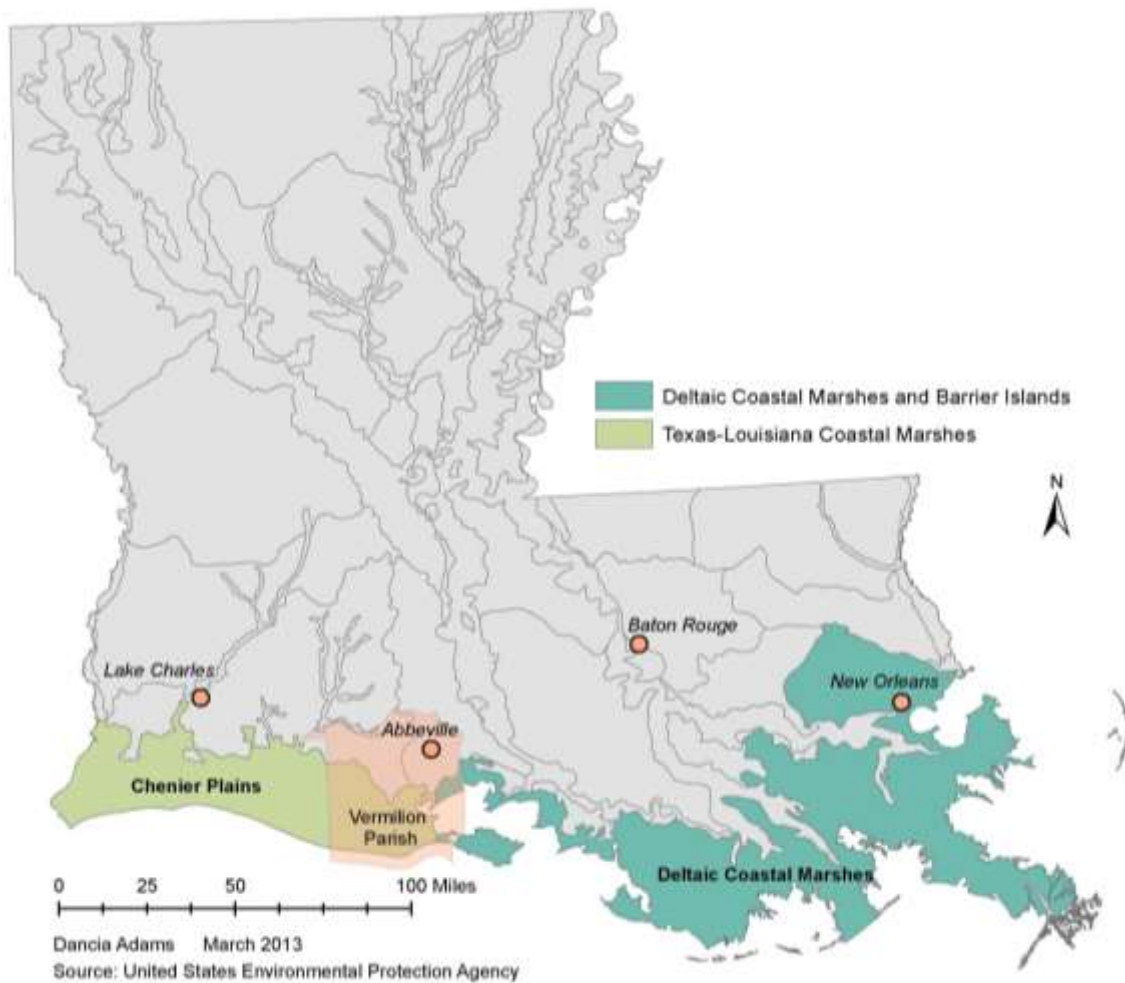 Deltaic Coastal Marshes and Barrier Islands
Texas-Louisiana Coastal Marshes
N
Baton Rouge
Lake Charles
New Orleans
Abbeville
Chenier Plains
Vermilion
Parish
Deltaic Coastal Marshes
0 25 50 100 Miles
Dancia Adams March 2013
Source: United States Environmental Protection Agency